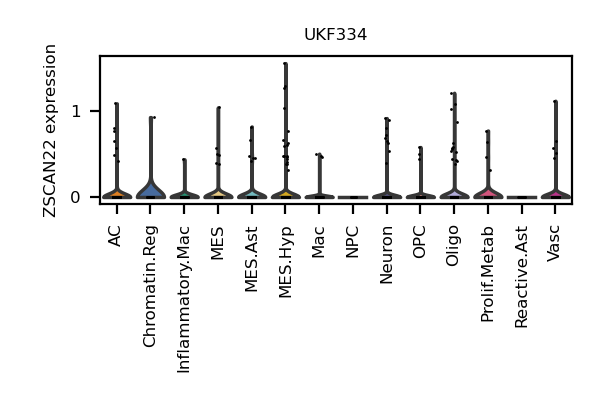 UKF334
ZSCAN22 expression
1
0
AC
Chromatin.Reg
Inflammatory.Mac
MES
MES.Ast
MES.Hyp
Mac
NPC
Neuron
OPC
Oligo
Prolif.Metab
Reactive.Ast
Vasc